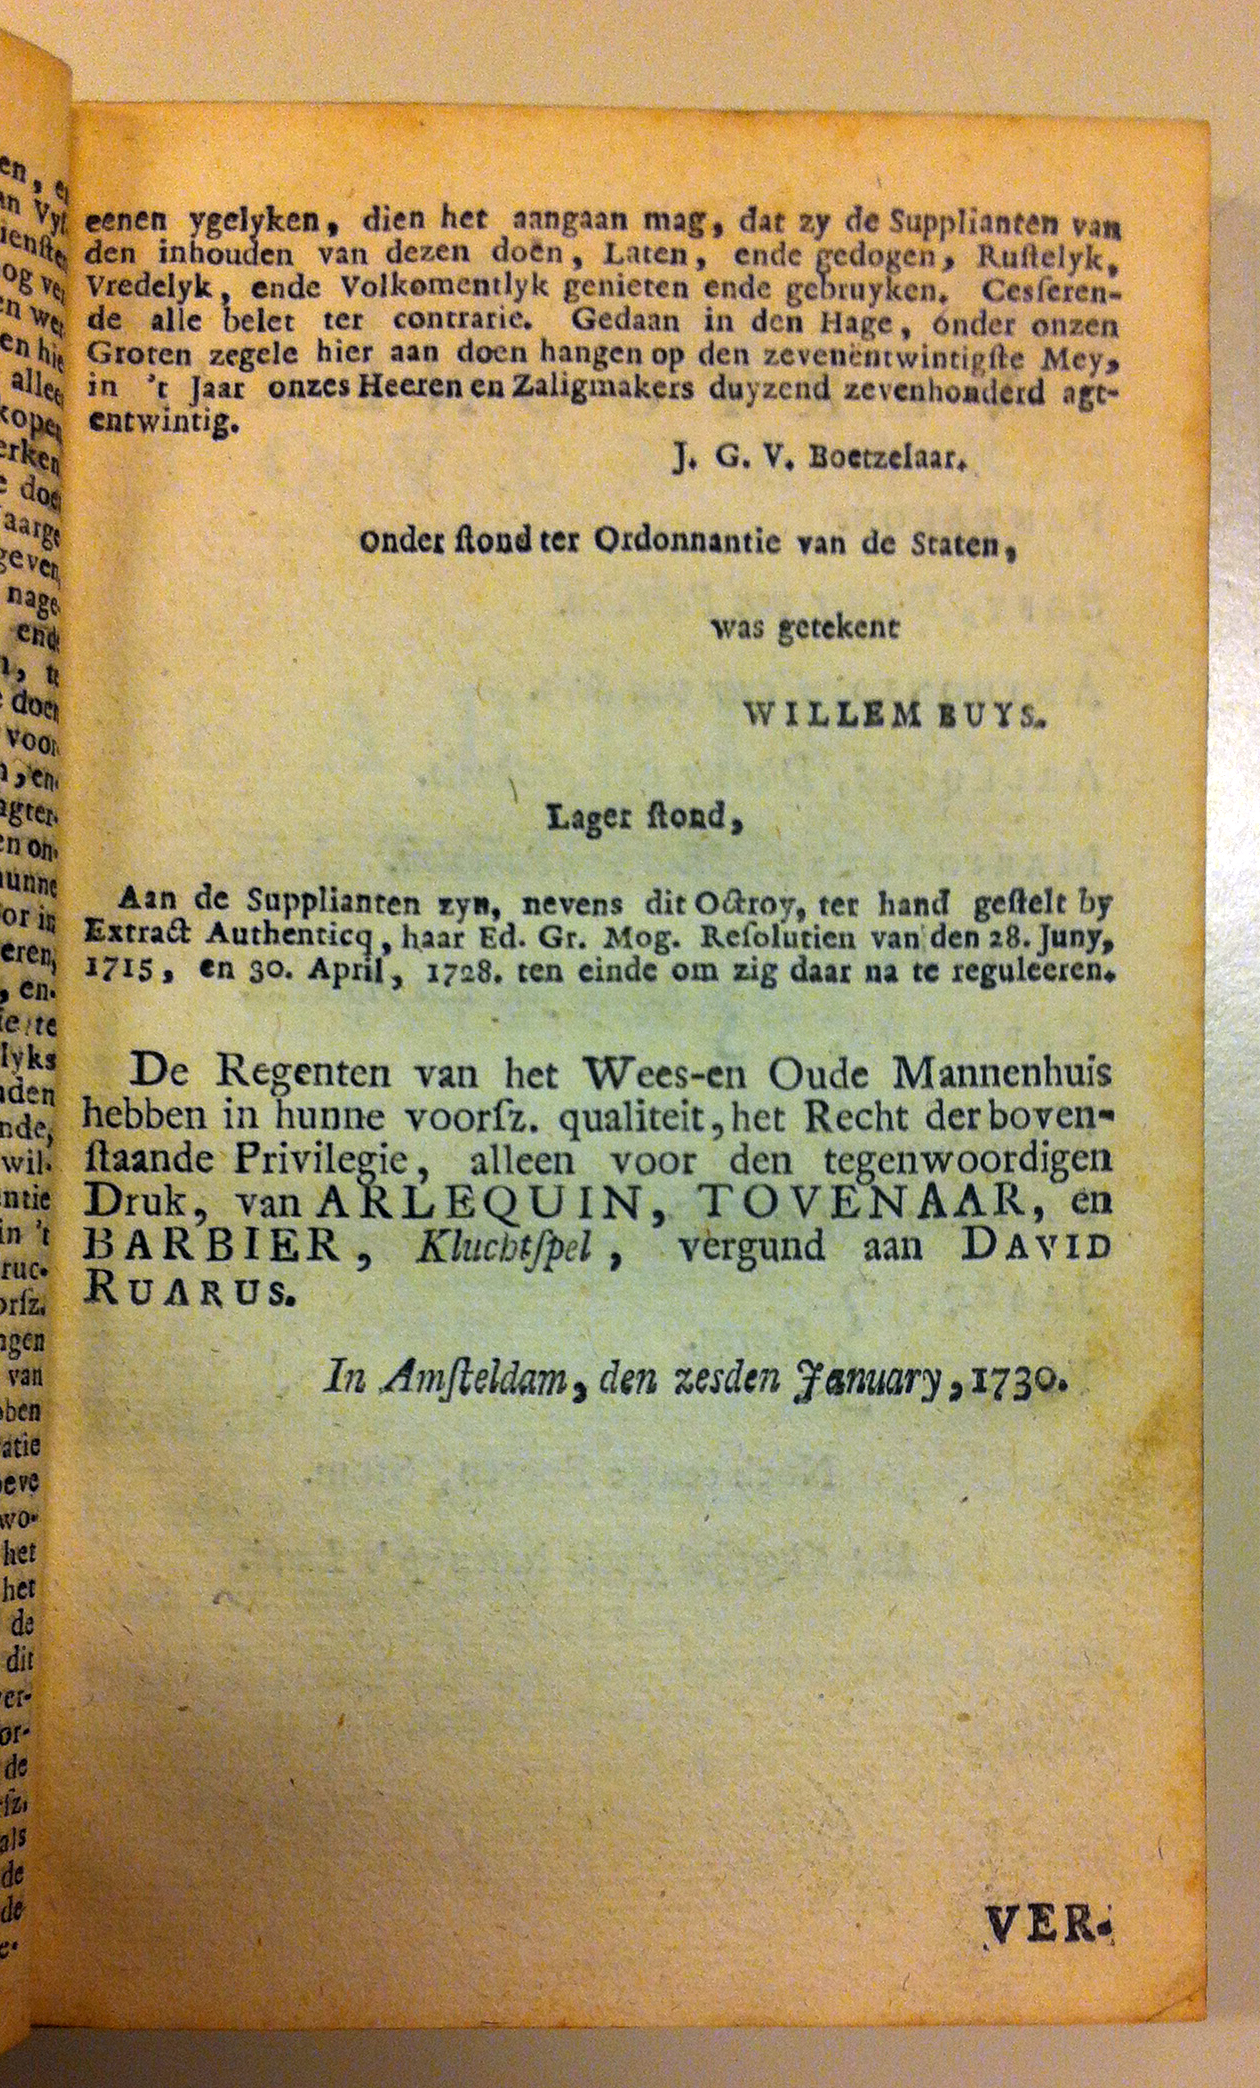 eenen ygelyken, dien het aangaan mag, dat zy de Supplianten van
den inhouden van dezen doen, Laten, ende gedogen, Ruſtelyk,
Vredelyk, ende Volkomentlyk genieten ende gebruyken. Cesſeren-
de alle belet ter contrarie. Gedaan in den Hage, onder onzen
Groten zegele hier aan doen hangen op den zevenëntwintigſte Mey,
in 't Jaar onzes Heeren en Zaligmakers duyzend zevenhonderd agt-
entwintig.
J. G. V. Boetzelaar.
onder ſtond ter Ordonnantie van de Staten,
was getekent
WILLEM BUYS.
Lager ſtond,
Aan de Supplianten zyn, nevens dit Octroy, ter hand geſtelt by
Extract Authenticq, haar Ed. Gr. Mog. Reſolutien van den 28. Juny,
1715, en 30. April, 1728. ten einde om zig daar na te reguleeren.
De Regenten van het Wees-en Oude Mannenhuis
hebben in hunne voorſz. qualiteit, het Recht der boven-
ſtaande Privilegie, alleen voor den tegenwoordigen
Druk, van ARLEQUIN, TOVENAAR, en
BARBIER, Kluchtſpel, vergund aan DAVID
RUARUS.
In Amſteldam, den zesden January, 1730.
VER-